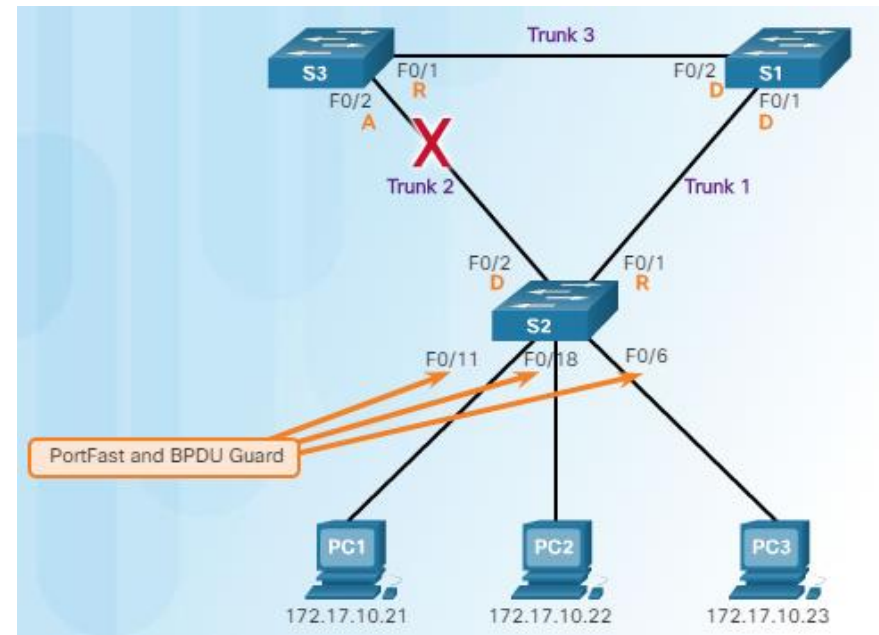 Trunk 3
S3
F0/1
R
F0/2
D
S1
F0/2
A
F0/1
D
Trunk 2
Trunk 1
F0/2
D
F0/1
R
S2
F0/11
F0/18
F0/6
PortFast and BPDU Guard
PC1
PC2
PC3
172.17.10.21
172.17.10.22
172.17.10.23